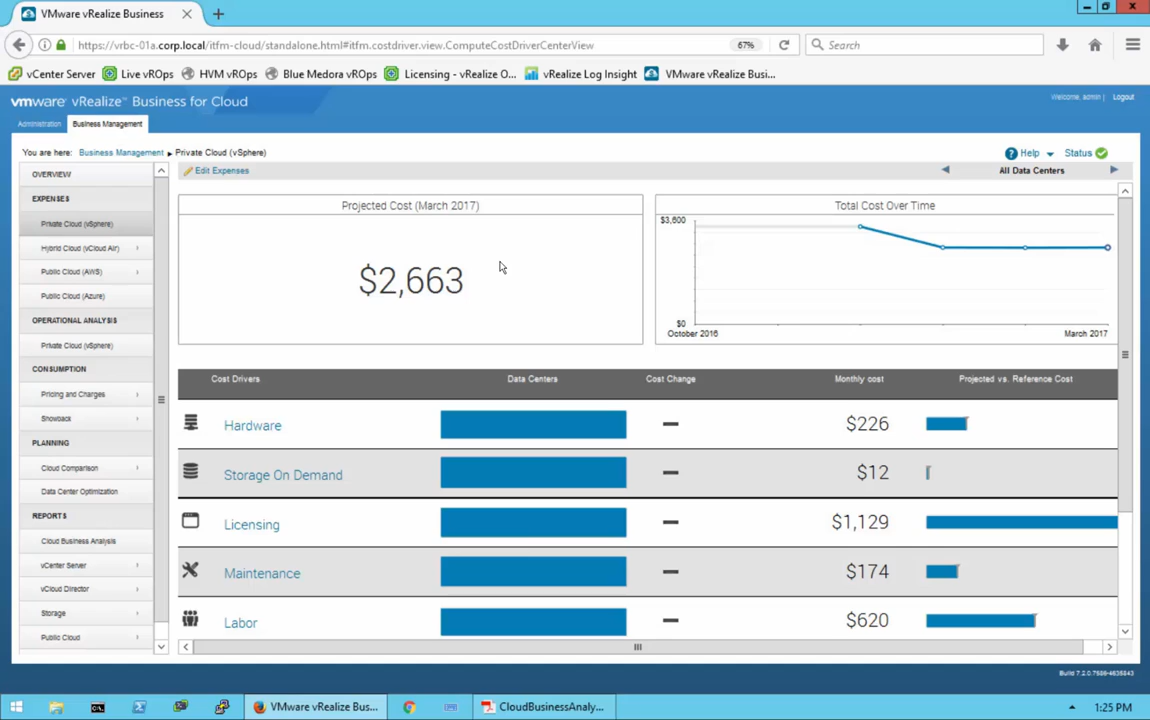 VMware vRealize Business
https://vrbc-01a.corp.local/itfm-cloud/standalone.html#itfm.costdriver.view.ComputeCostDriverCenterView
67%
Search
vCenter Server
Live vROps
HVM vROps
Blue Medora vROps
Licensing - vRealize O...
vRealize Log Insight
VMware vRealize Busi...
vmware vRealize™ Business for Cloud
Welcome, admin |
Logout
Administration
Business Management
You are here:
Business Management
Private Cloud (vSphere)
Help
Status
Edit Expenses
All Data Centers
OVERVIEW
EXPENSES
Private Cloud (vSphere)
Hybrid Cloud (vCloud Air)
Public Cloud (AWS)
Public Cloud (Azure)
OPERATIONAL ANALYSIS
Private Cloud (vSphere)
CONSUMPTION
Pricing and Charges
Showback
PLANNING
Cloud Comparison
Data Center Optimization
REPORTS
Cloud Business Analysis
vCenter Server
vCloud Director
Storage
Public Cloud
Projected Cost (March 2017)
$2,663
Total Cost Over Time
$3,600
$0
October 2016
March 2017
Cost Drivers
Data Centers
Cost Change
Monthly cost
Projected vs. Reference Cost
Hardware
$226
Storage On Demand
$12
Licensing
$1,129
Maintenance
$174
Labor
$620
Build 7.2.0.7586-4635843
VMware vRealize Bus...
CloudBusinessAnaly...
1:25 PM